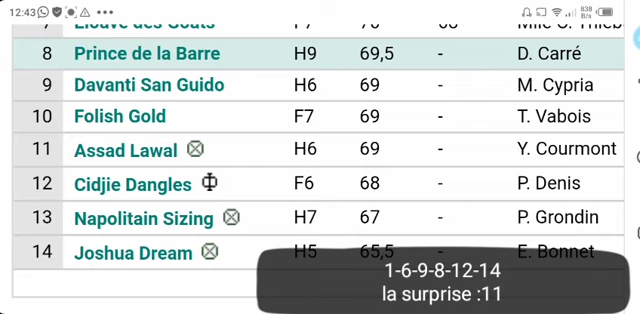 12:43 838 B/s
8 Prince de la Barre H9 69,5 - D. Carré
9 Davanti San Guido H6 69 - M. Cypria
10 Folish Gold F7 69 - T. Vabois
11 Assad Lawal H6 69 - Y. Courmont
12 Cidjie Dangles F6 68 - P. Denis
13 Napolitain Sizing H7 67 - P. Grondin
14 Joshua Dream H5 65,5 - E. Bonnet
1-6-9-8-12-14
la surprise :11